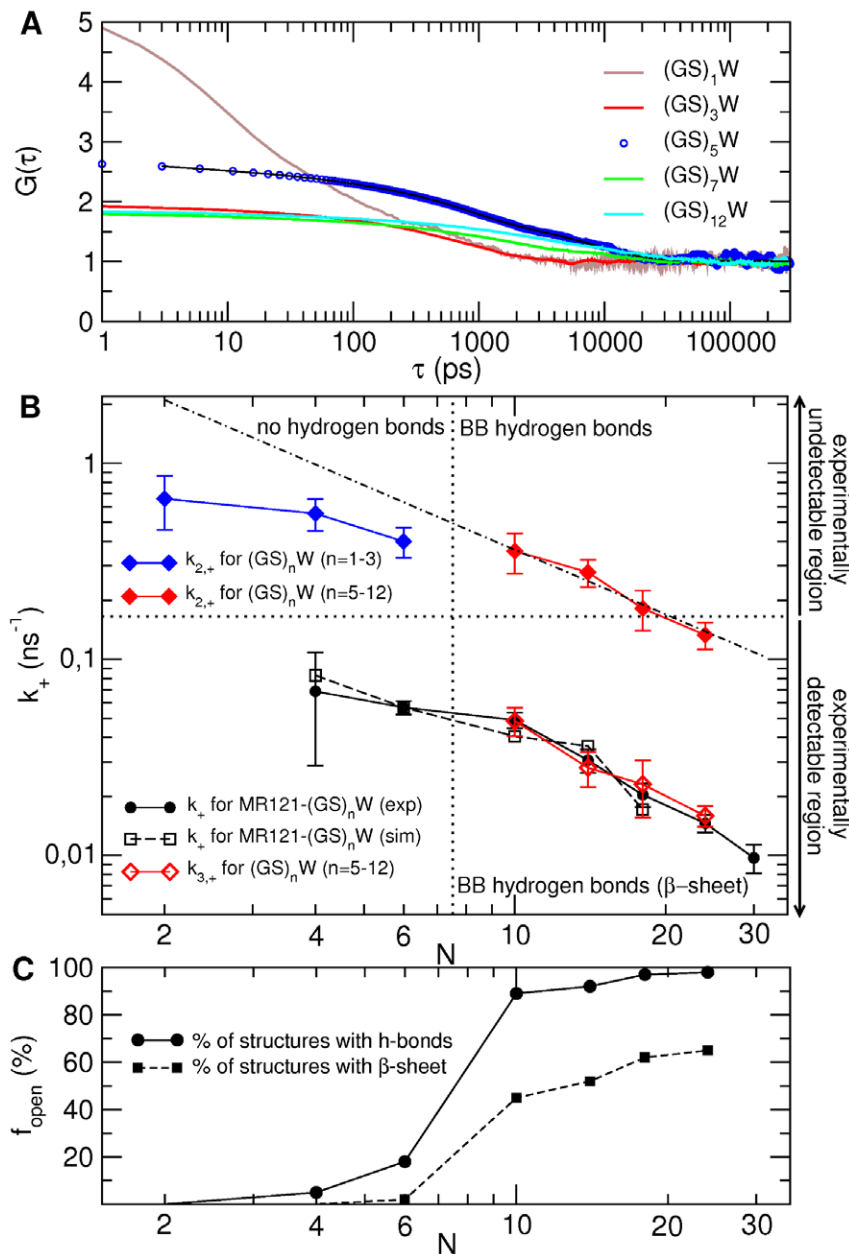 A
5
4
3
2
1
0
G(τ)
(GS)₁W
(GS)₃W
(GS)₅W
(GS)₇W
(GS)₁₂W
1 10 100 1000 10000 100000
τ (ps)
B
no hydrogen bonds BB hydrogen bonds
1
0,1
0,01
k₊ (ns⁻¹)
k₂,₊ for (GS)ₙW (n=1-3)
k₂,₊ for (GS)ₙW (n=5-12)
k₊ for MR121-(GS)ₙW (exp)
k₊ for MR121-(GS)ₙW (sim)
k₃,₊ for (GS)ₙW (n=5-12)
BB hydrogen bonds (β−sheet)
experimentally
undetectable region
experimentally
detectable region
2 4 6 10 20 30
N
C
100
80
60
40
20
f_open (%)
% of structures with h-bonds
% of structures with β-sheet
2 4 6 10 20 30
N